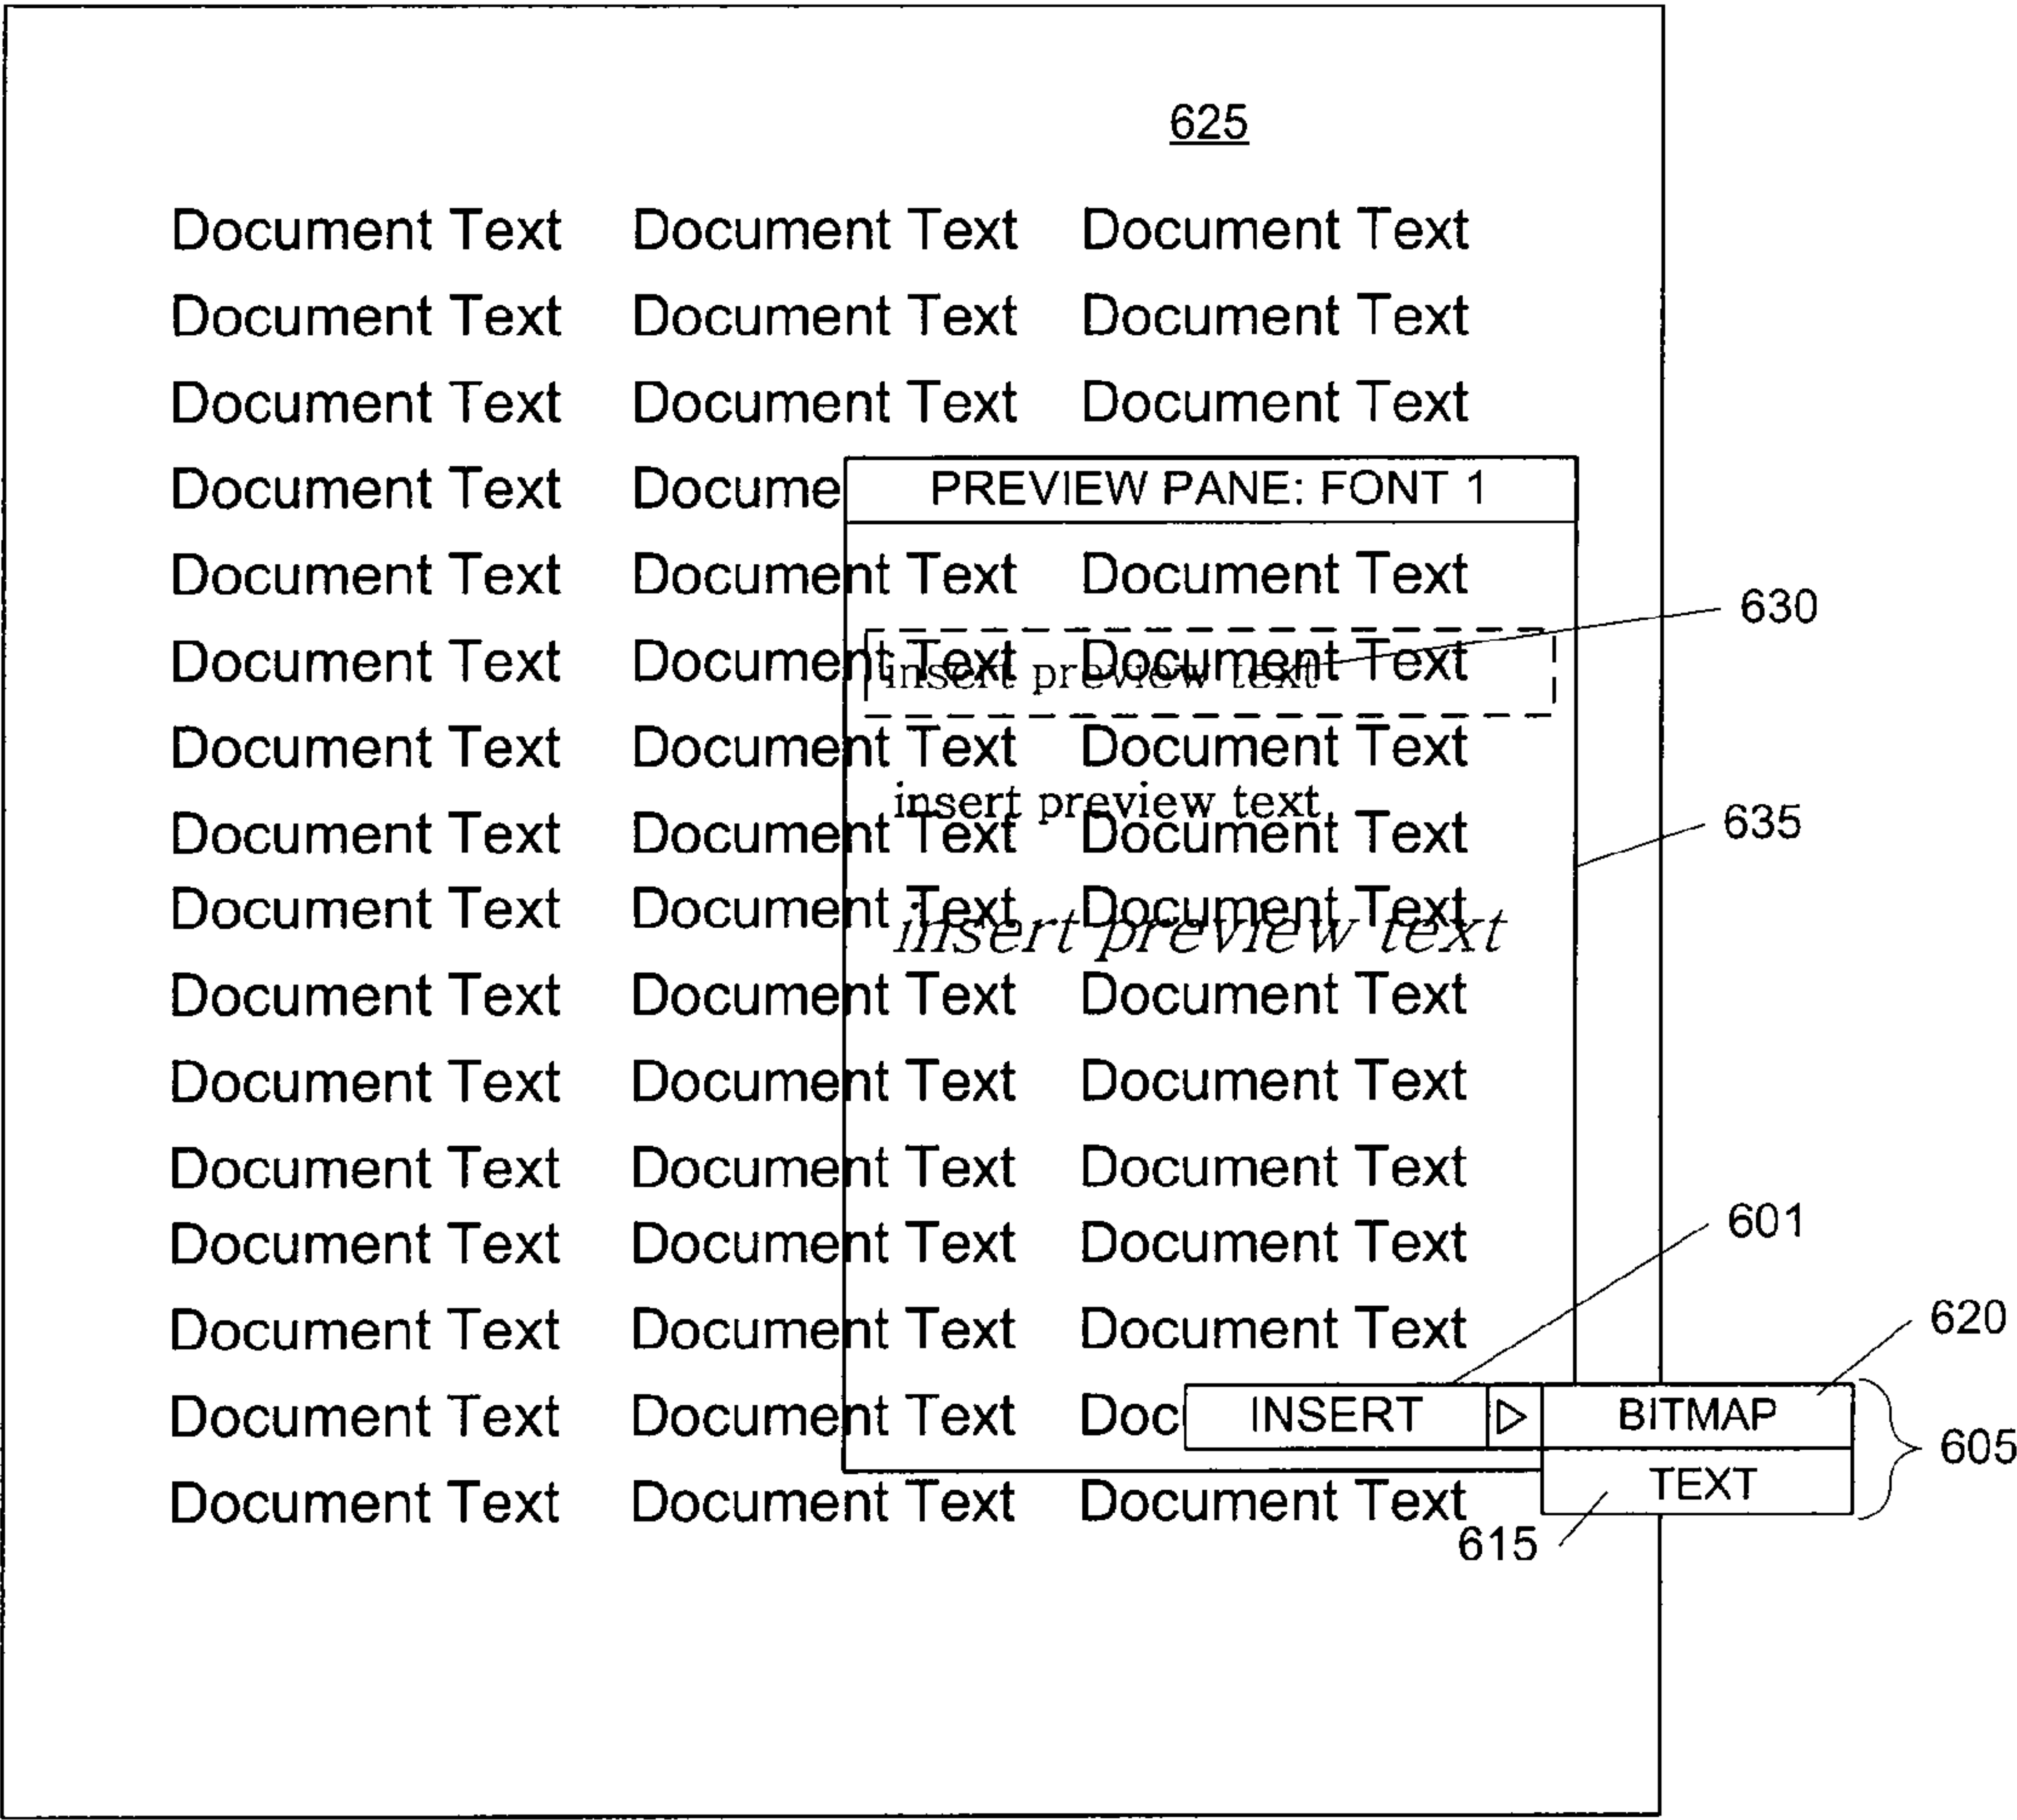 625
Document Text Document Text Document Text
Document Text Document Text Document Text
Document Text Document Text Document Text
Document Text Docume PREVIEW PANE: FONT 1
Document Text Document Text Document Text
630
Document Text Document Text Document Text
insert preview text
Document Text Document Text Document Text
insert preview text
635
Document Text Document Text Document Text
Document Text Document Text Document Text
insert preview text
Document Text Document Text Document Text
Document Text Document Text Document Text
Document Text Document Text Document Text
601
Document Text Document Text Document Text
620
Document Text Document Text Document Text
Document Text Document Text Doc INSERT BITMAP
605
TEXT
Document Text Document Text Document Text
615